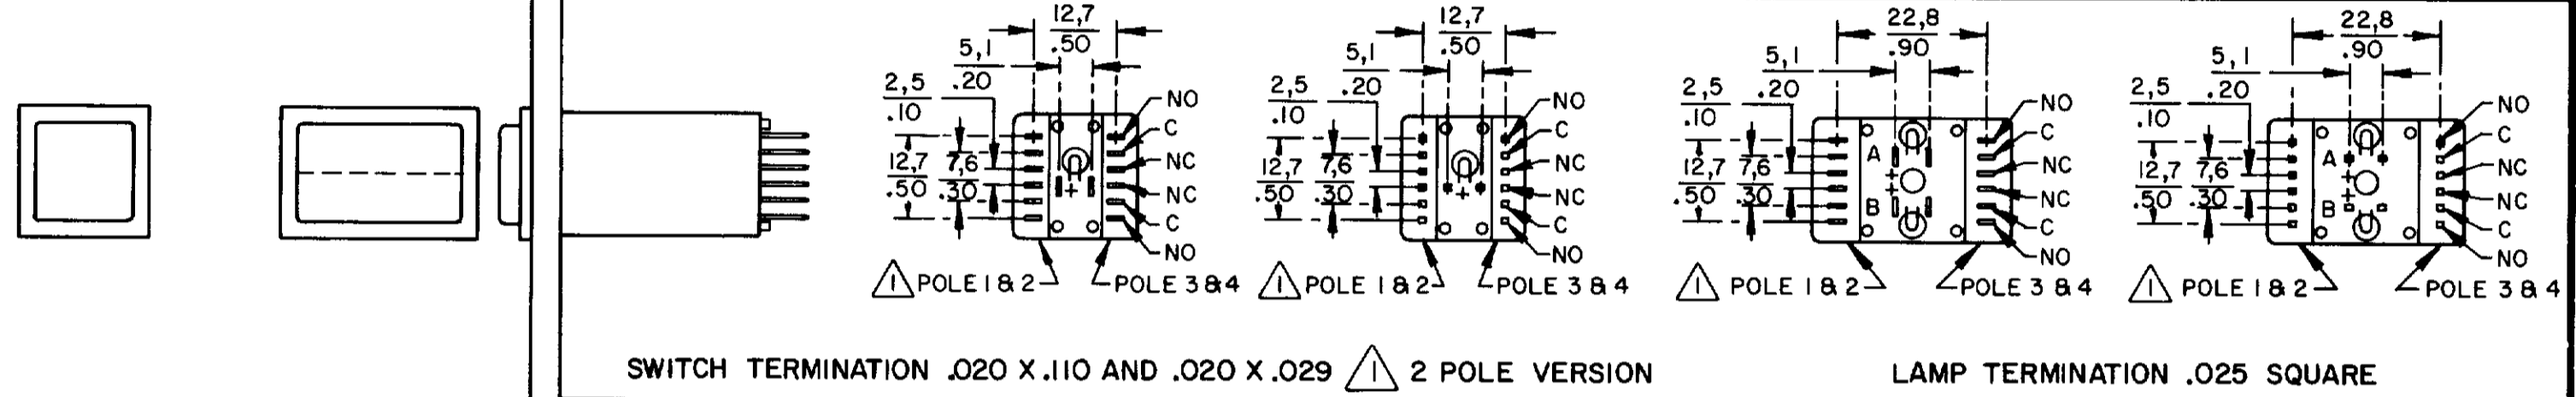 12,7
.50
5,1
.20
2,5
.10
12,7
.50
7,6
.30
+
NO
C
NC
NC
C
NO
1 POLE 1 & 2
POLE 3 & 4
12,7
.50
5,1
.20
2,5
.10
12,7
.50
7,6
.30
+
NO
C
NC
NC
C
NO
1 POLE 1 & 2
POLE 3 & 4
22,8
.90
5,1
.20
2,5
.10
12,7
.50
7,6
.30
A
+
+
B
NO
C
NC
NC
C
NO
1 POLE 1 & 2
POLE 3 & 4
22,8
.90
5,1
.20
2,5
.10
12,7
.50
7,6
.30
A
+
+
B
NO
C
NC
NC
C
NO
1 POLE 1 & 2
POLE 3 & 4
SWITCH TERMINATION .020 X .110 AND .020 X .029 1 2 POLE VERSION
LAMP TERMINATION .025 SQUARE